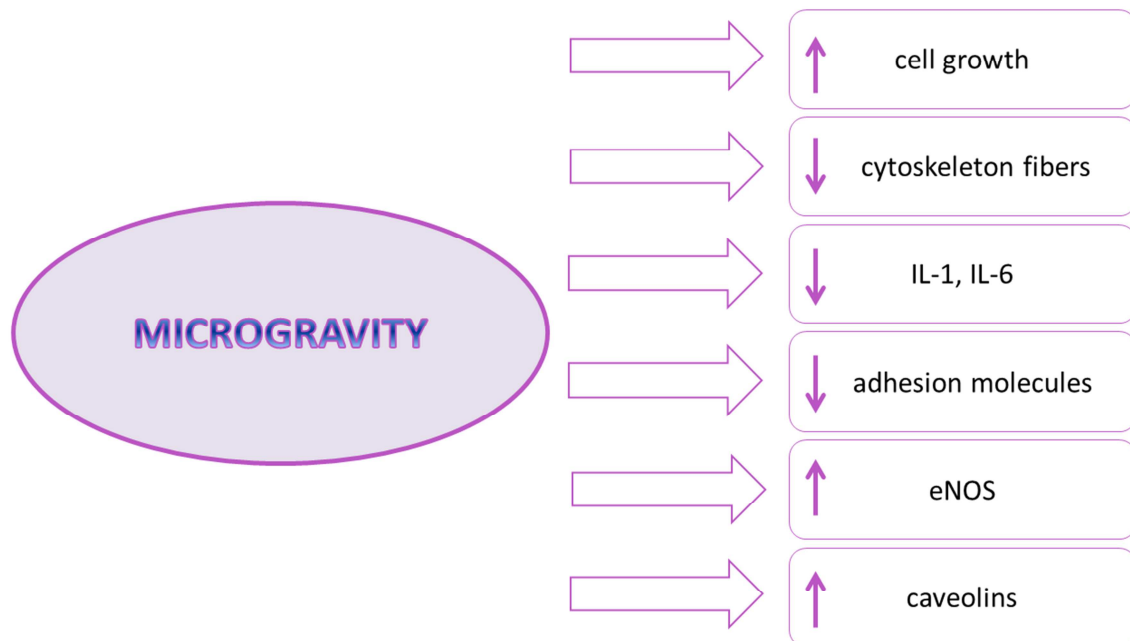 cell growth
cytoskeleton fibers
IL-1, IL-6
MICROGRAVITY
adhesion molecules
eNOS
caveolins